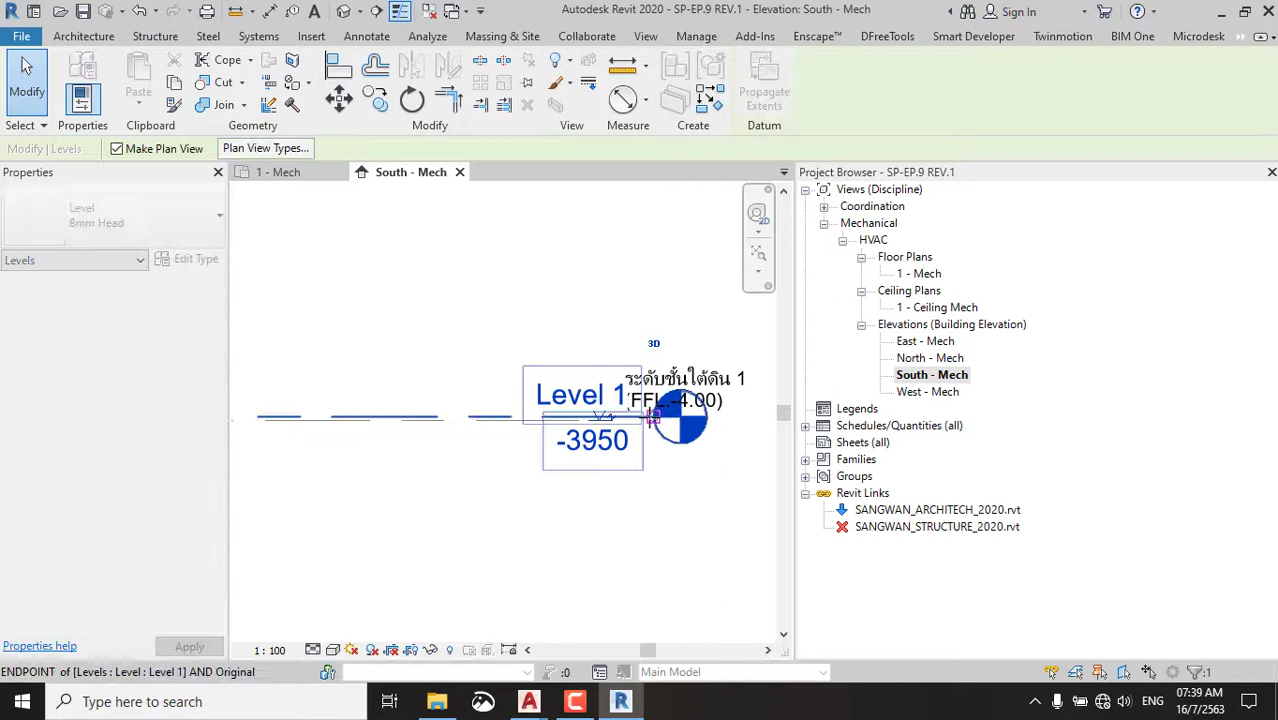 Autodesk Revit 2020 - SP-EP.9 REV.1 - Elevation: South - Mech
Sign In
File
Architecture
Structure
Steel
Systems
Insert
Annotate
Analyze
Massing & Site
Collaborate
View
Manage
Add-Ins
Enscape™
DFreeTools
Smart Developer
Twinmotion
BIM One
Microdesk
Modify
Paste
Cope
Cut
Join
Propagate
Extents
Select
Properties
Clipboard
Geometry
Modify
View
Measure
Create
Datum
Modify | Levels
Make Plan View
Plan View Types...
Properties
1 - Mech
South - Mech
Project Browser - SP-EP.9 REV.1
Level
8mm Head
Levels
Edit Type
2D
3D
ระดับชั้นใต้ดิน 1
(FFL.-4.00)
Level 1
-3950
Views (Discipline)
Coordination
Mechanical
HVAC
Floor Plans
1 - Mech
Ceiling Plans
1 - Ceiling Mech
Elevations (Building Elevation)
East - Mech
North - Mech
South - Mech
West - Mech
Legends
Schedules/Quantities (all)
Sheets (all)
Families
Groups
Revit Links
SANGWAN_ARCHITECH_2020.rvt
SANGWAN_STRUCTURE_2020.rvt
Properties help
Apply
1 : 100
ENDPOINT of [Levels : Level : Level 1] AND Original
:0
Main Model
:1
Type here to search
ENG
07:39 AM
16/7/2563